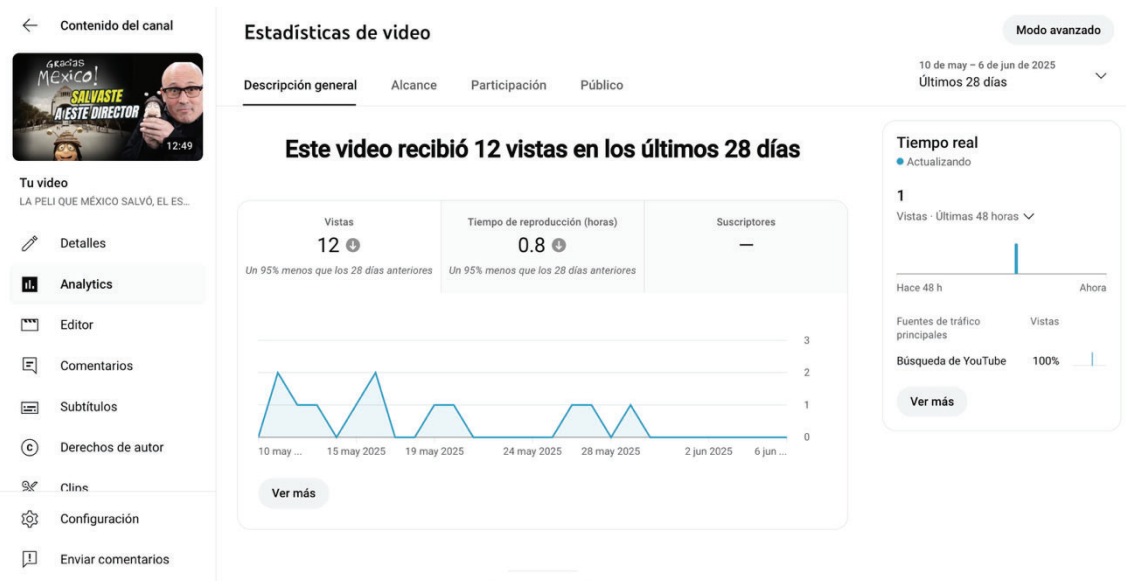 Contenido del canal
Gracias
MéxiCo!
SALVASTE
A ESTE DIRECTOR
12:49
Tu video
LA PELI QUE MÉXICO SALVÓ, EL ES...
Detalles
Analytics
Editor
Comentarios
Subtítulos
Derechos de autor
Clips
Configuración
Enviar comentarios
Estadísticas de video
Modo avanzado
10 de may – 6 de jun de 2025
Últimos 28 días
Descripción general Alcance Participación Público
Este video recibió 12 vistas en los últimos 28 días
Vistas Tiempo de reproducción (horas) Suscriptores
12 0.8 —
Un 95% menos que los 28 días anteriores Un 95% menos que los 28 días anteriores
3
2
1
0
10 may ... 15 may 2025 19 may 2025 24 may 2025 28 may 2025 2 jun 2025 6 jun ...
Ver más
Tiempo real
Actualizando
1
Vistas · Últimas 48 horas
Hace 48 h Ahora
Fuentes de tráfico Vistas
principales
Búsqueda de YouTube 100%
Ver más